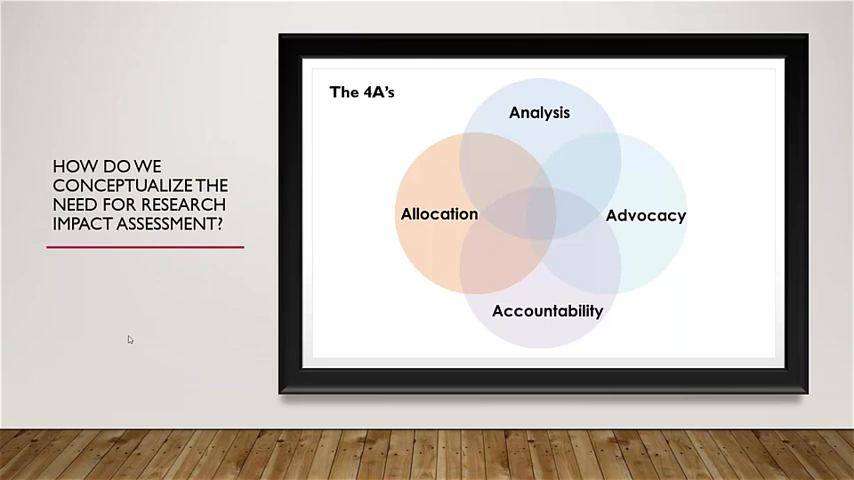 HOW DO WE
CONCEPTUALIZE THE
NEED FOR RESEARCH
IMPACT ASSESSMENT?
The 4A's
Analysis
Allocation
Advocacy
Accountability